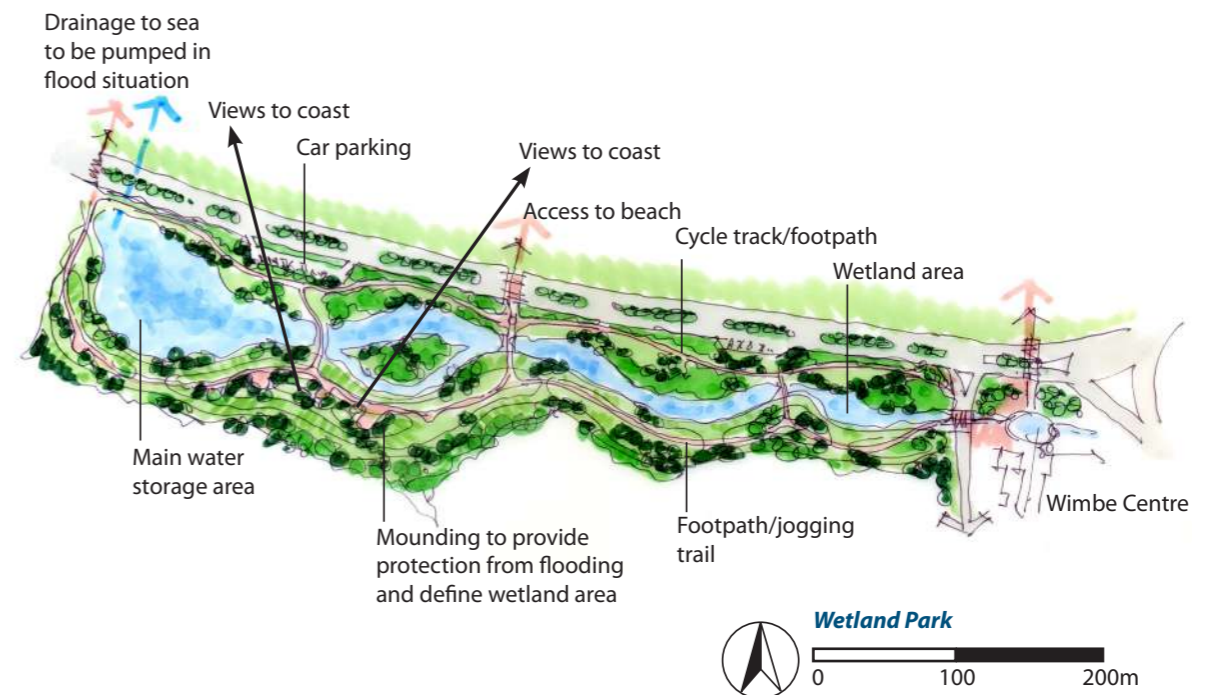 Drainage to sea
to be pumped in
flood situation
Views to coast
Car parking
Views to coast
Access to beach
Cycle track/footpath
Wetland area
Main water
storage area
Mounding to provide
protection from flooding
and define wetland area
Footpath/jogging
trail
Wimbe Centre
Wetland Park
0 100 200m